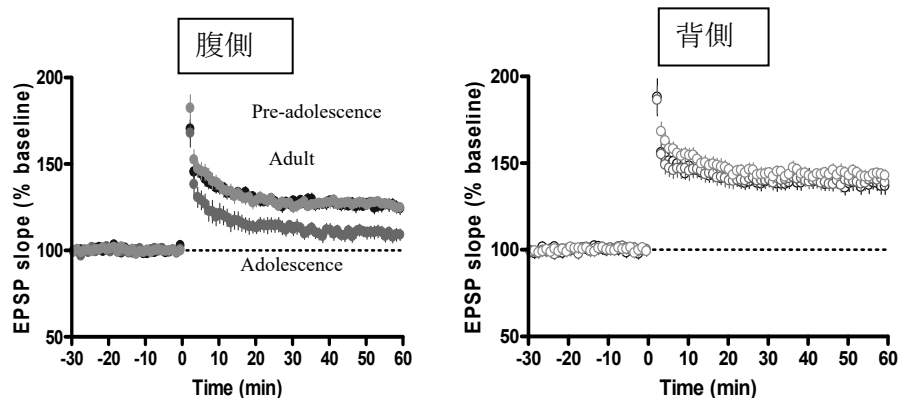 腹側
200
150
100
50
EPSP slope (% baseline)
Pre-adolescence
Adult
Adolescence
-30 -20 -10 0 10 20 30 40 50 60
Time (min)
背側
200
150
100
50
EPSP slope (% baseline)
-30 -20 -10 0 10 20 30 40 50 60
Time (min)